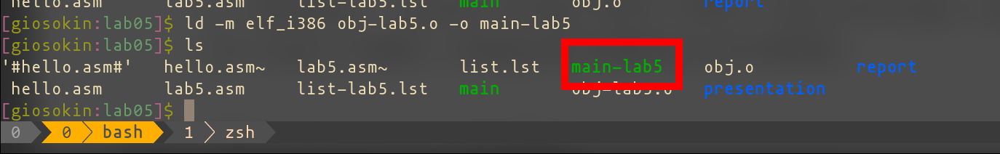 hello.asm lab5.asm list-lab5.lst main obj.o report
[giosokin:lab05]$ ld -m elf_i386 obj-lab5.o -o main-lab5
[giosokin:lab05]$ ls
'#hello.asm#' hello.asm~ lab5.asm~ list.lst main-lab5 obj.o report
hello.asm lab5.asm list-lab5.lst main obj-lab5.o presentation
[giosokin:lab05]$
0 0 bash 1 zsh